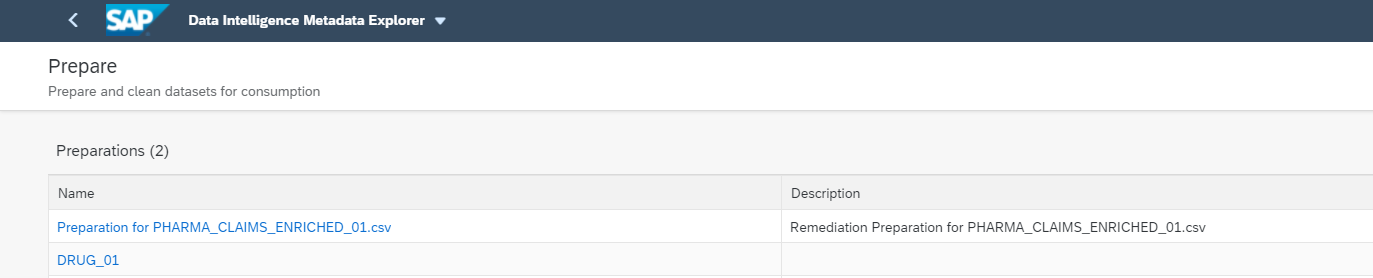 SAP Data Intelligence Metadata Explorer
Prepare
Prepare and clean datasets for consumption
Preparations (2)
Name Description
Preparation for PHARMA_CLAIMS_ENRICHED_01.csv Remediation Preparation for PHARMA_CLAIMS_ENRICHED_01.csv
DRUG_01